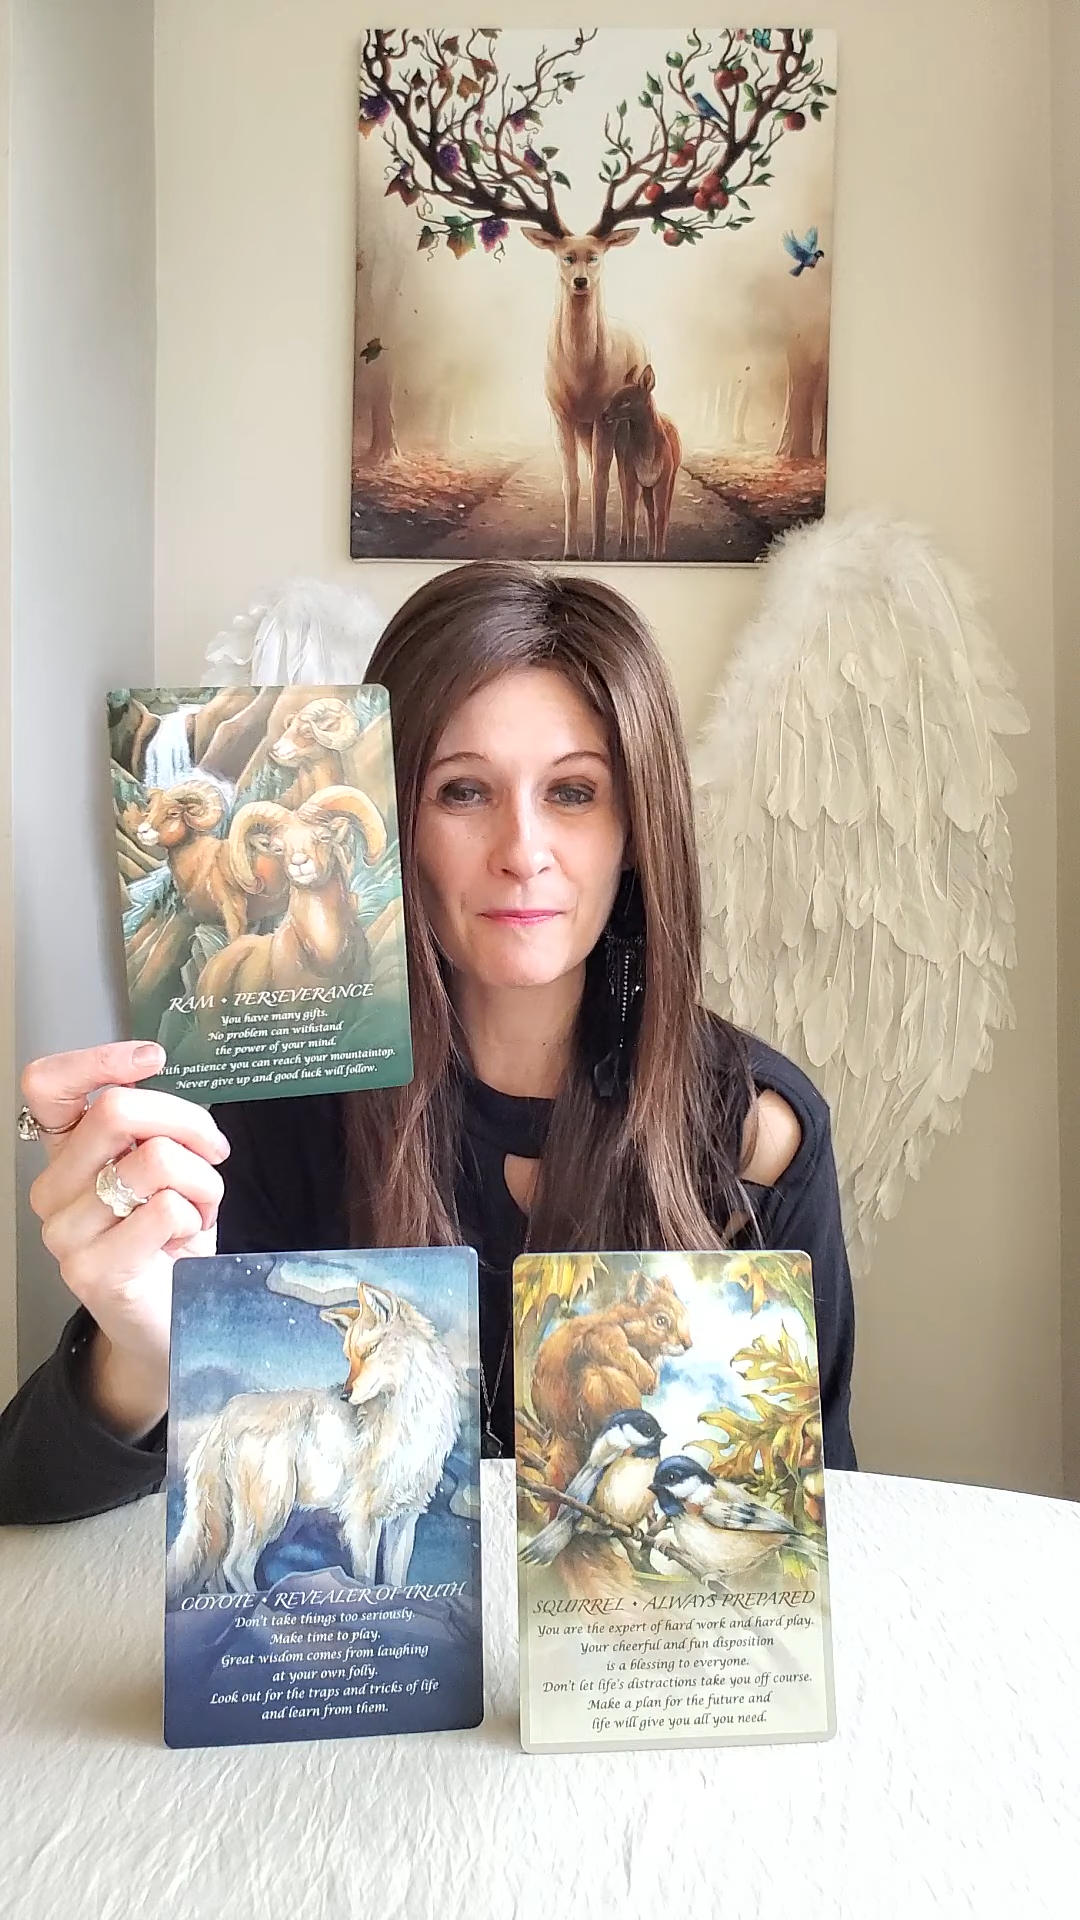 RAM • PERSEVERANCE
You have many gifts.
No problem can withstand
the power of your mind.
With patience you can reach your mountaintop.
Never give up and good luck will follow.
COYOTE • REVEALER OF TRUTH
Don't take things too seriously.
Make time to play.
Great wisdom comes from laughing
at your own folly.
Look out for the traps and tricks of life
and learn from them.
SQUIRREL • ALWAYS PREPARED
You are the expert of hard work and hard play.
Your cheerful and fun disposition
is a blessing to everyone.
Don't let life's distractions take you off course.
Make a plan for the future and
life will give you all you need.